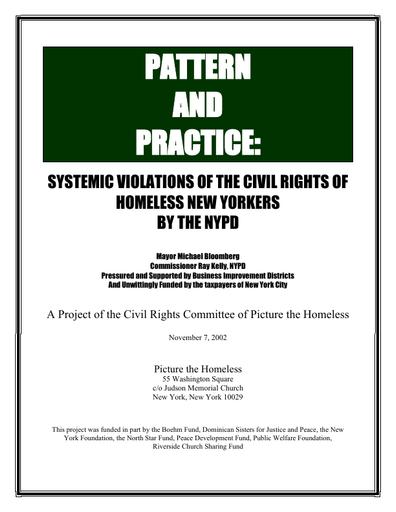 PATTERN
AND
PRACTICE:
SYSTEMIC VIOLATIONS OF THE CIVIL RIGHTS OF
HOMELESS NEW YORKERS
BY THE NYPD
Mayor Michael Bloomberg
Commissioner Ray Kelly, NYPD
Pressured and Supported by Business Improvement Districts
And Unwittingly Funded by the taxpayers of New York City
A Project of the Civil Rights Committee of Picture the Homeless
November 7, 2002
Picture the Homeless
55 Washington Square
c/o Judson Memorial Church
New York, New York 10029
This project was funded in part by the Boehm Fund, Dominican Sisters for Justice and Peace, the New
York Foundation, the North Star Fund, Peace Development Fund, Public Welfare Foundation,
Riverside Church Sharing Fund